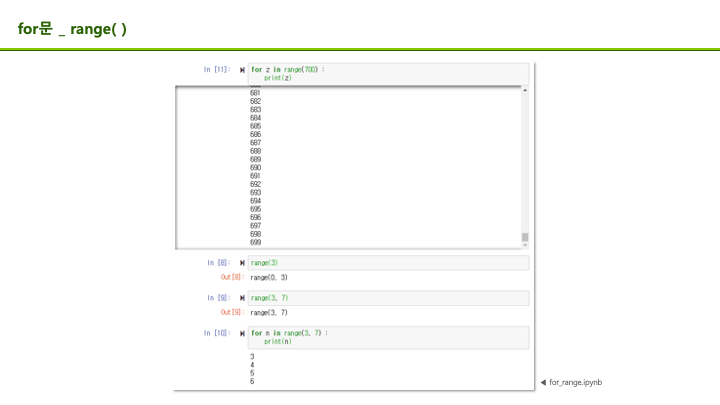 for문 _ range( )
In [11]: for z in range(700) :
print(z)
681
682
683
684
685
686
687
688
689
690
691
692
693
694
695
696
697
698
699
In [8]: range(3)
Out[8]: range(0, 3)
In [9]: range(3, 7)
Out[9]: range(3, 7)
In [10]: for n in range(3, 7) :
print(n)
3
4
5
6
◀ for_range.ipynb